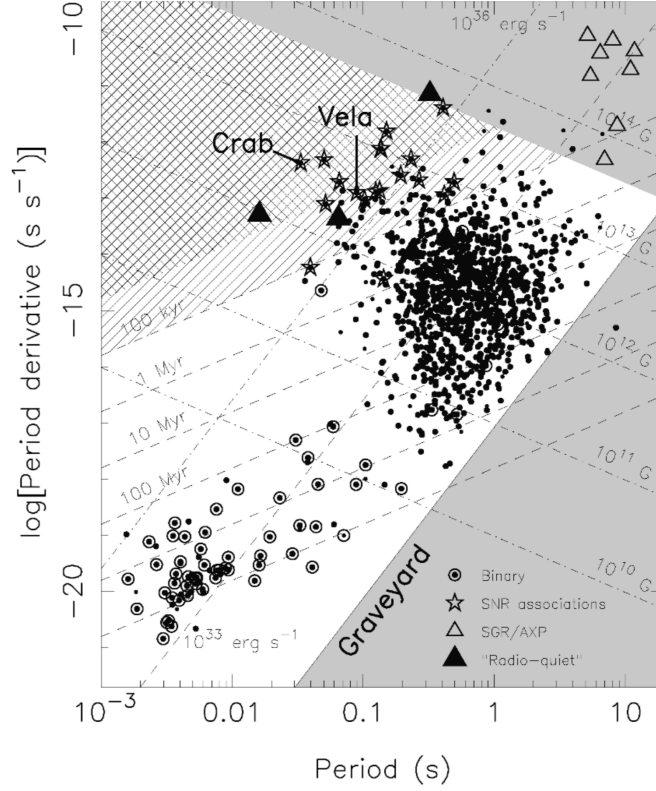 −10
10³⁶ erg s⁻¹
10¹⁴ G
Vela
Crab
10¹³ G
log[Period derivative (s s⁻¹)]
−15
100 kyr
10¹² G
1 Myr
10 Myr
10¹¹ G
100 Myr
10¹⁰ G
−20
10³³ erg s⁻¹
Graveyard
Binary
SNR associations
SGR/AXP
"Radio-quiet"
10⁻³
0.01
0.1
1
10
Period (s)